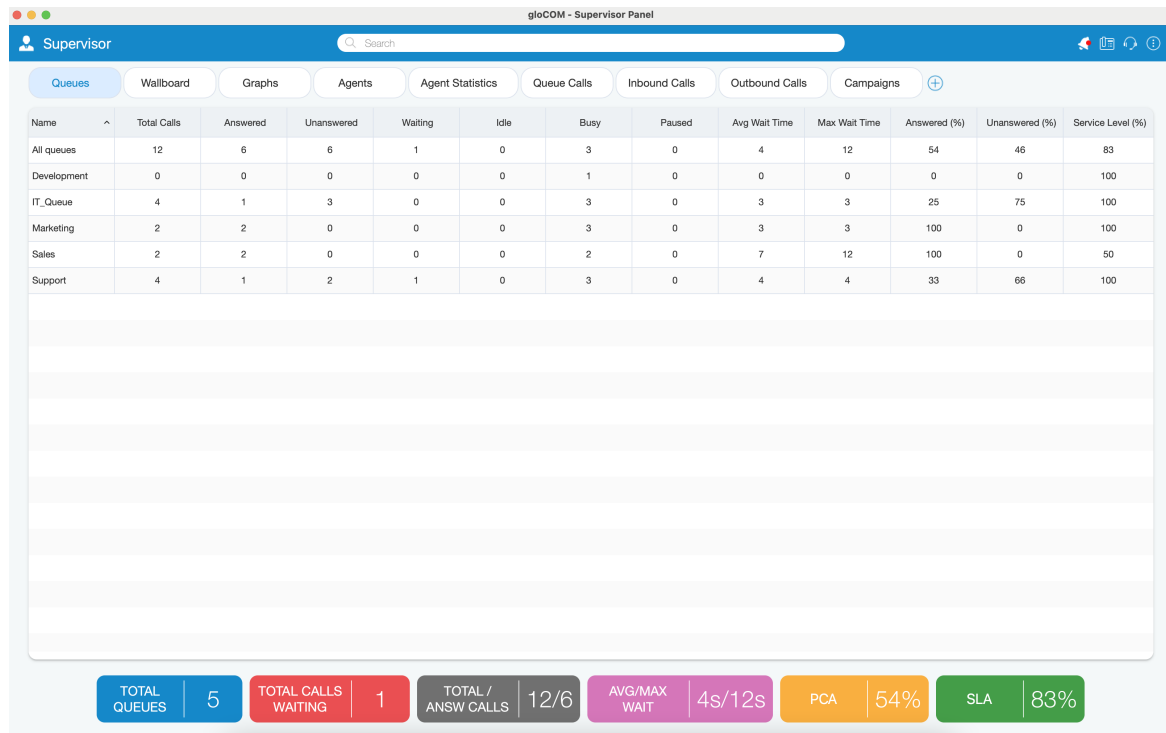 gloCOM - Supervisor Panel
Supervisor
Search
Queues Wallboard Graphs Agents Agent Statistics Queue Calls Inbound Calls Outbound Calls Campaigns
Name Total Calls Answered Unanswered Waiting Idle Busy Paused Avg Wait Time Max Wait Time Answered (%) Unanswered (%) Service Level (%)
All queues 12 6 6 1 0 3 0 4 12 54 46 83
Development 0 0 0 0 0 1 0 0 0 0 0 100
IT_Queue 4 1 3 0 0 3 0 3 3 25 75 100
Marketing 2 2 0 0 0 3 0 3 3 100 0 100
Sales 2 2 0 0 0 2 0 7 12 100 0 50
Support 4 1 2 1 0 3 0 4 4 33 66 100
TOTAL QUEUES 5
TOTAL CALLS WAITING 1
TOTAL / ANSW CALLS 12/6
AVG/MAX WAIT 4s/12s
PCA 54%
SLA 83%